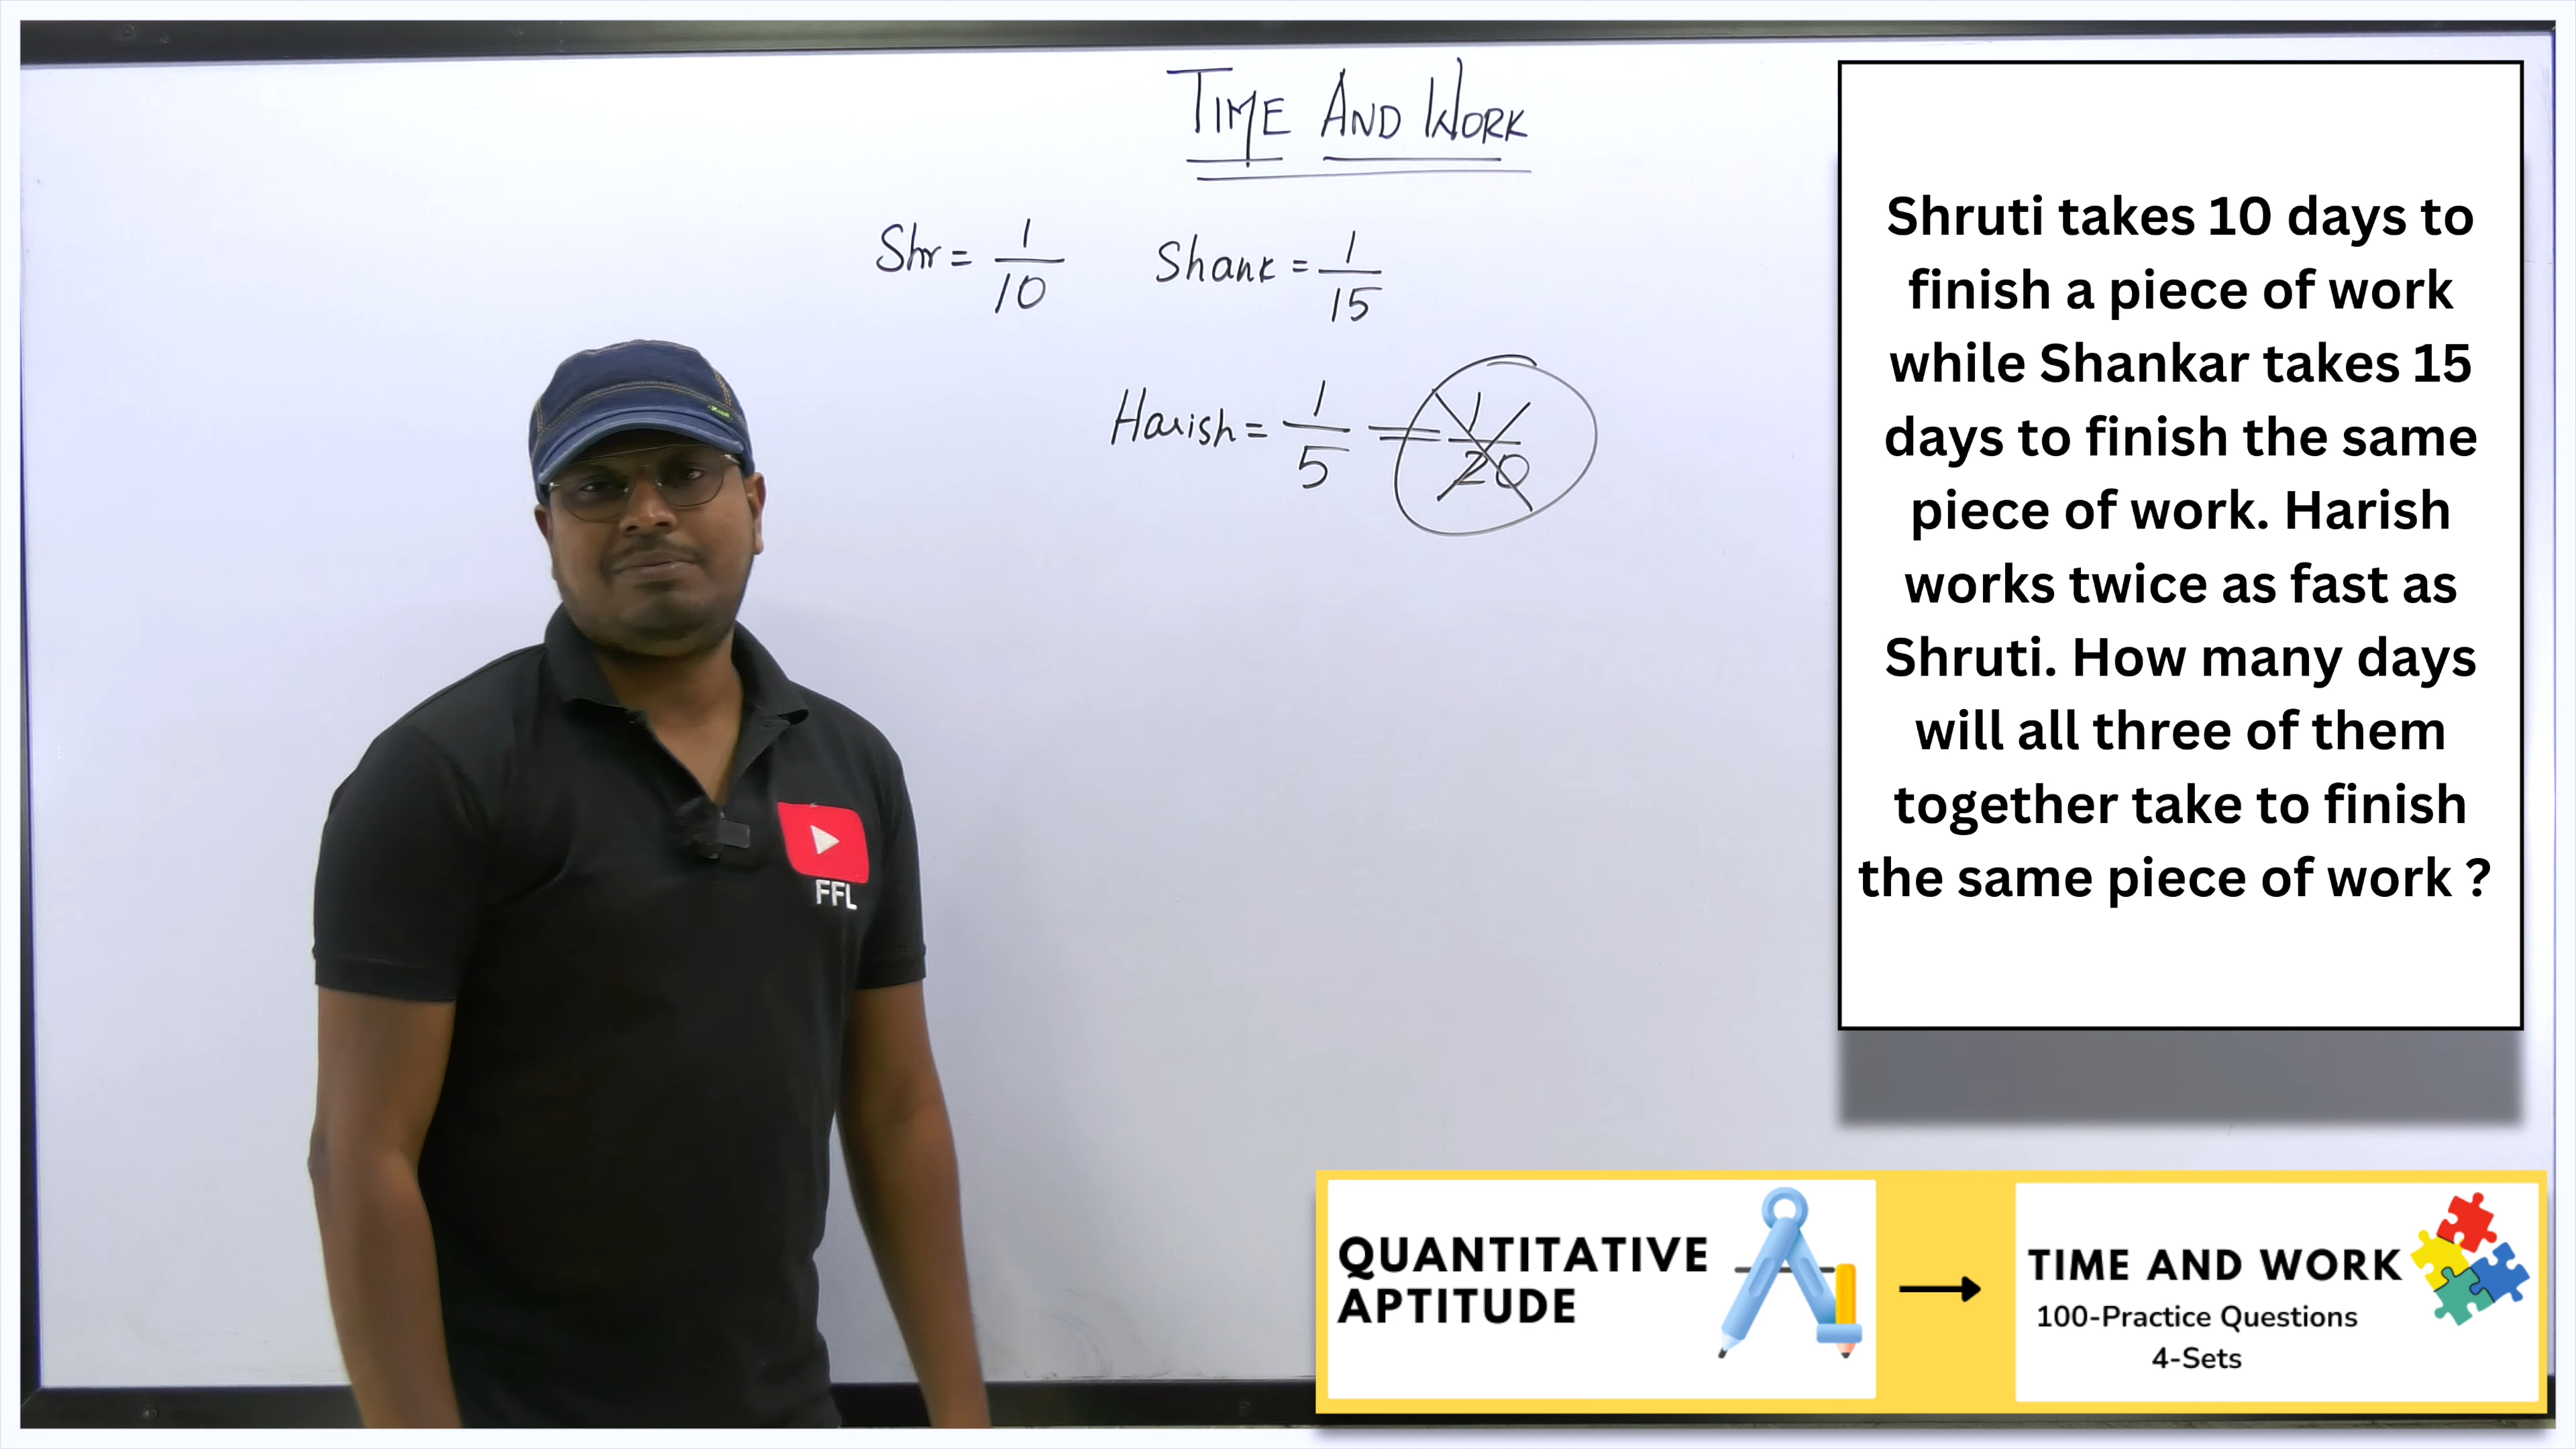 TIME AND WORK
Shr = 1/10 Shank = 1/15
Harish = 1/5 = 1/20
FFL
Shruti takes 10 days to
finish a piece of work
while Shankar takes 15
days to finish the same
piece of work. Harish
works twice as fast as
Shruti. How many days
will all three of them
together take to finish
the same piece of work ?
QUANTITATIVE
APTITUDE
TIME AND WORK
100-Practice Questions
4-Sets